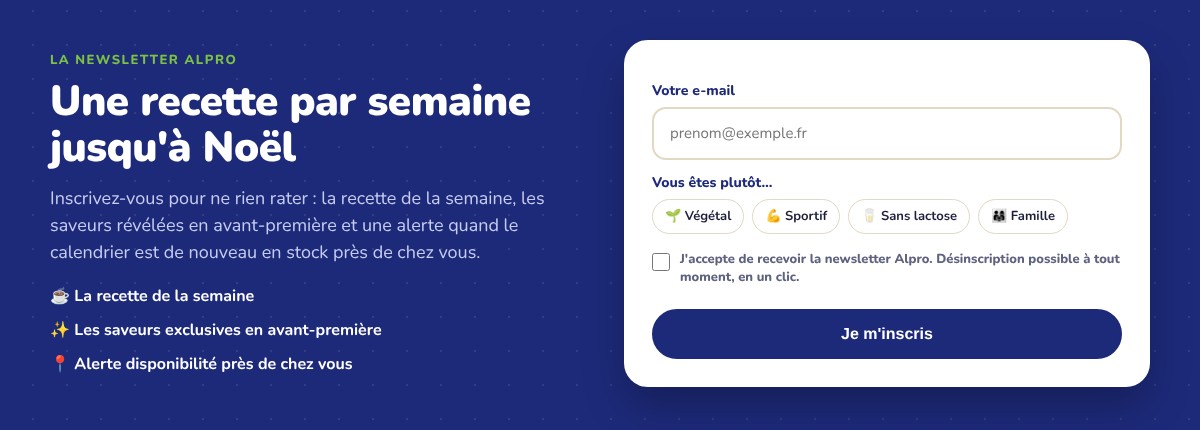 LA NEWSLETTER ALPRO
Une recette par semaine
jusqu'à Noël
Inscrivez-vous pour ne rien rater : la recette de la semaine, les
saveurs révélées en avant-première et une alerte quand le
calendrier est de nouveau en stock près de chez vous.
☕ La recette de la semaine
✨ Les saveurs exclusives en avant-première
📍 Alerte disponibilité près de chez vous
Votre e-mail
prenom@exemple.fr
Vous êtes plutôt…
🌱 Végétal 💪 Sportif 🥛 Sans lactose 👨‍👩‍👧 Famille
J'accepte de recevoir la newsletter Alpro. Désinscription possible à tout
moment, en un clic.
Je m'inscris